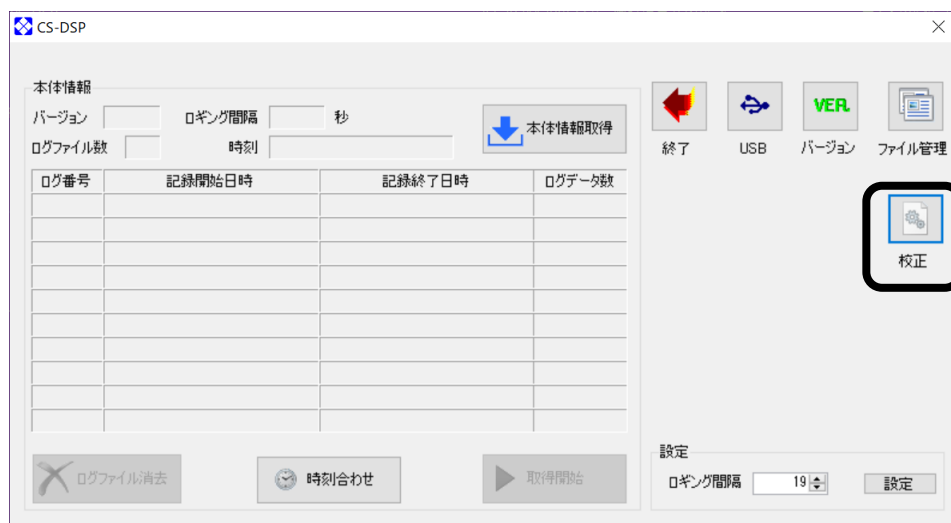 CS-DSP
本体情報
バージョン ロギング間隔 秒
本体情報取得
ログファイル数 時刻
終了 USB VER. バージョン ファイル管理
ログ番号 記録開始日時 記録終了日時 ログデータ数
校正
設定
ログファイル消去 時刻合わせ 取得開始
ロギング間隔 19 設定